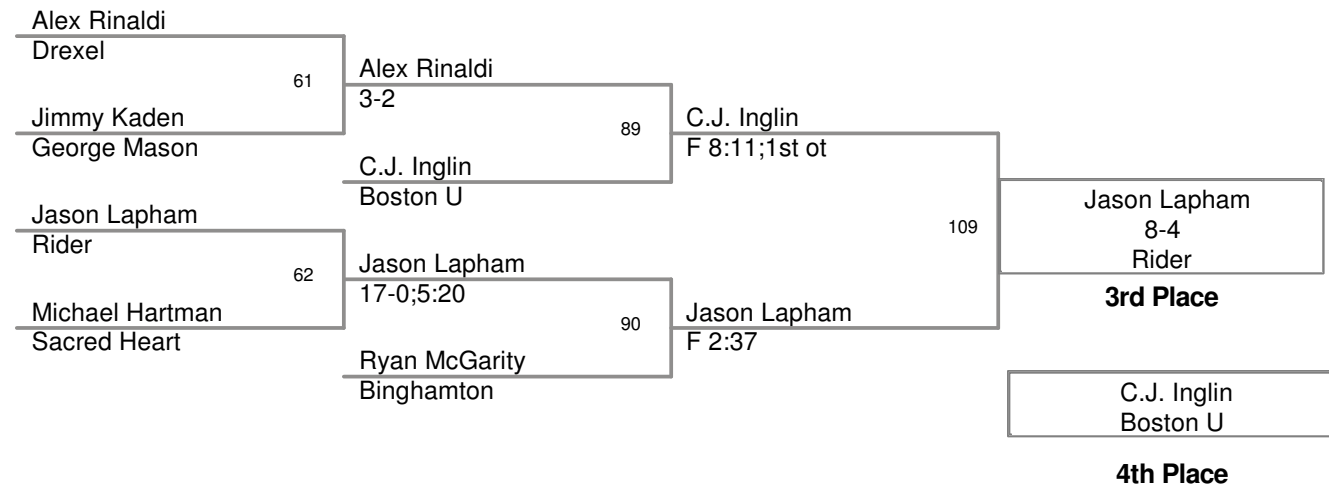 Alex Rinaldi
Drexel
61
Jimmy Kaden
George Mason
Jason Lapham
Rider
62
Michael Hartman
Sacred Heart
Alex Rinaldi
3-2
89
C.J. Inglin
Boston U
Jason Lapham
17-0;5:20
90
Ryan McGarity
Binghamton
C.J. Inglin
F 8:11;1st ot
109
Jason Lapham
F 2:37
Jason Lapham
8-4
Rider
3rd Place
C.J. Inglin
Boston U
4th Place